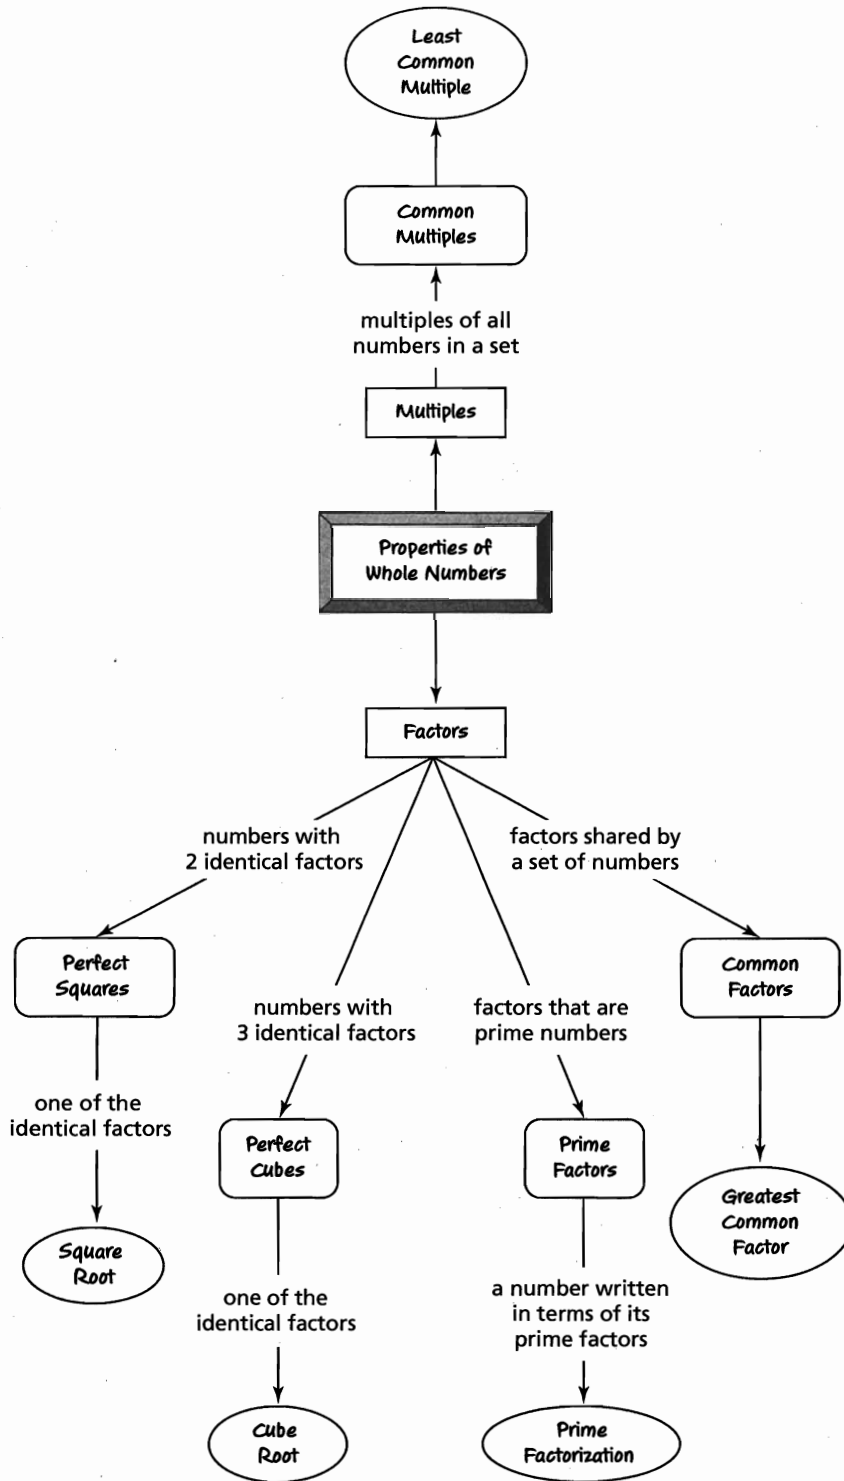 Least
Common
Multiple
Common
Multiples
multiples of all
numbers in a set
Multiples
Properties of
Whole Numbers
Factors
numbers with
2 identical factors
factors shared by
a set of numbers
Perfect
Squares
Common
Factors
numbers with
3 identical factors
factors that are
prime numbers
one of the
identical factors
Perfect
Cubes
Prime
Factors
Greatest
Common
Factor
Square
Root
one of the
identical factors
a number written
in terms of its
prime factors
Cube
Root
Prime
Factorization